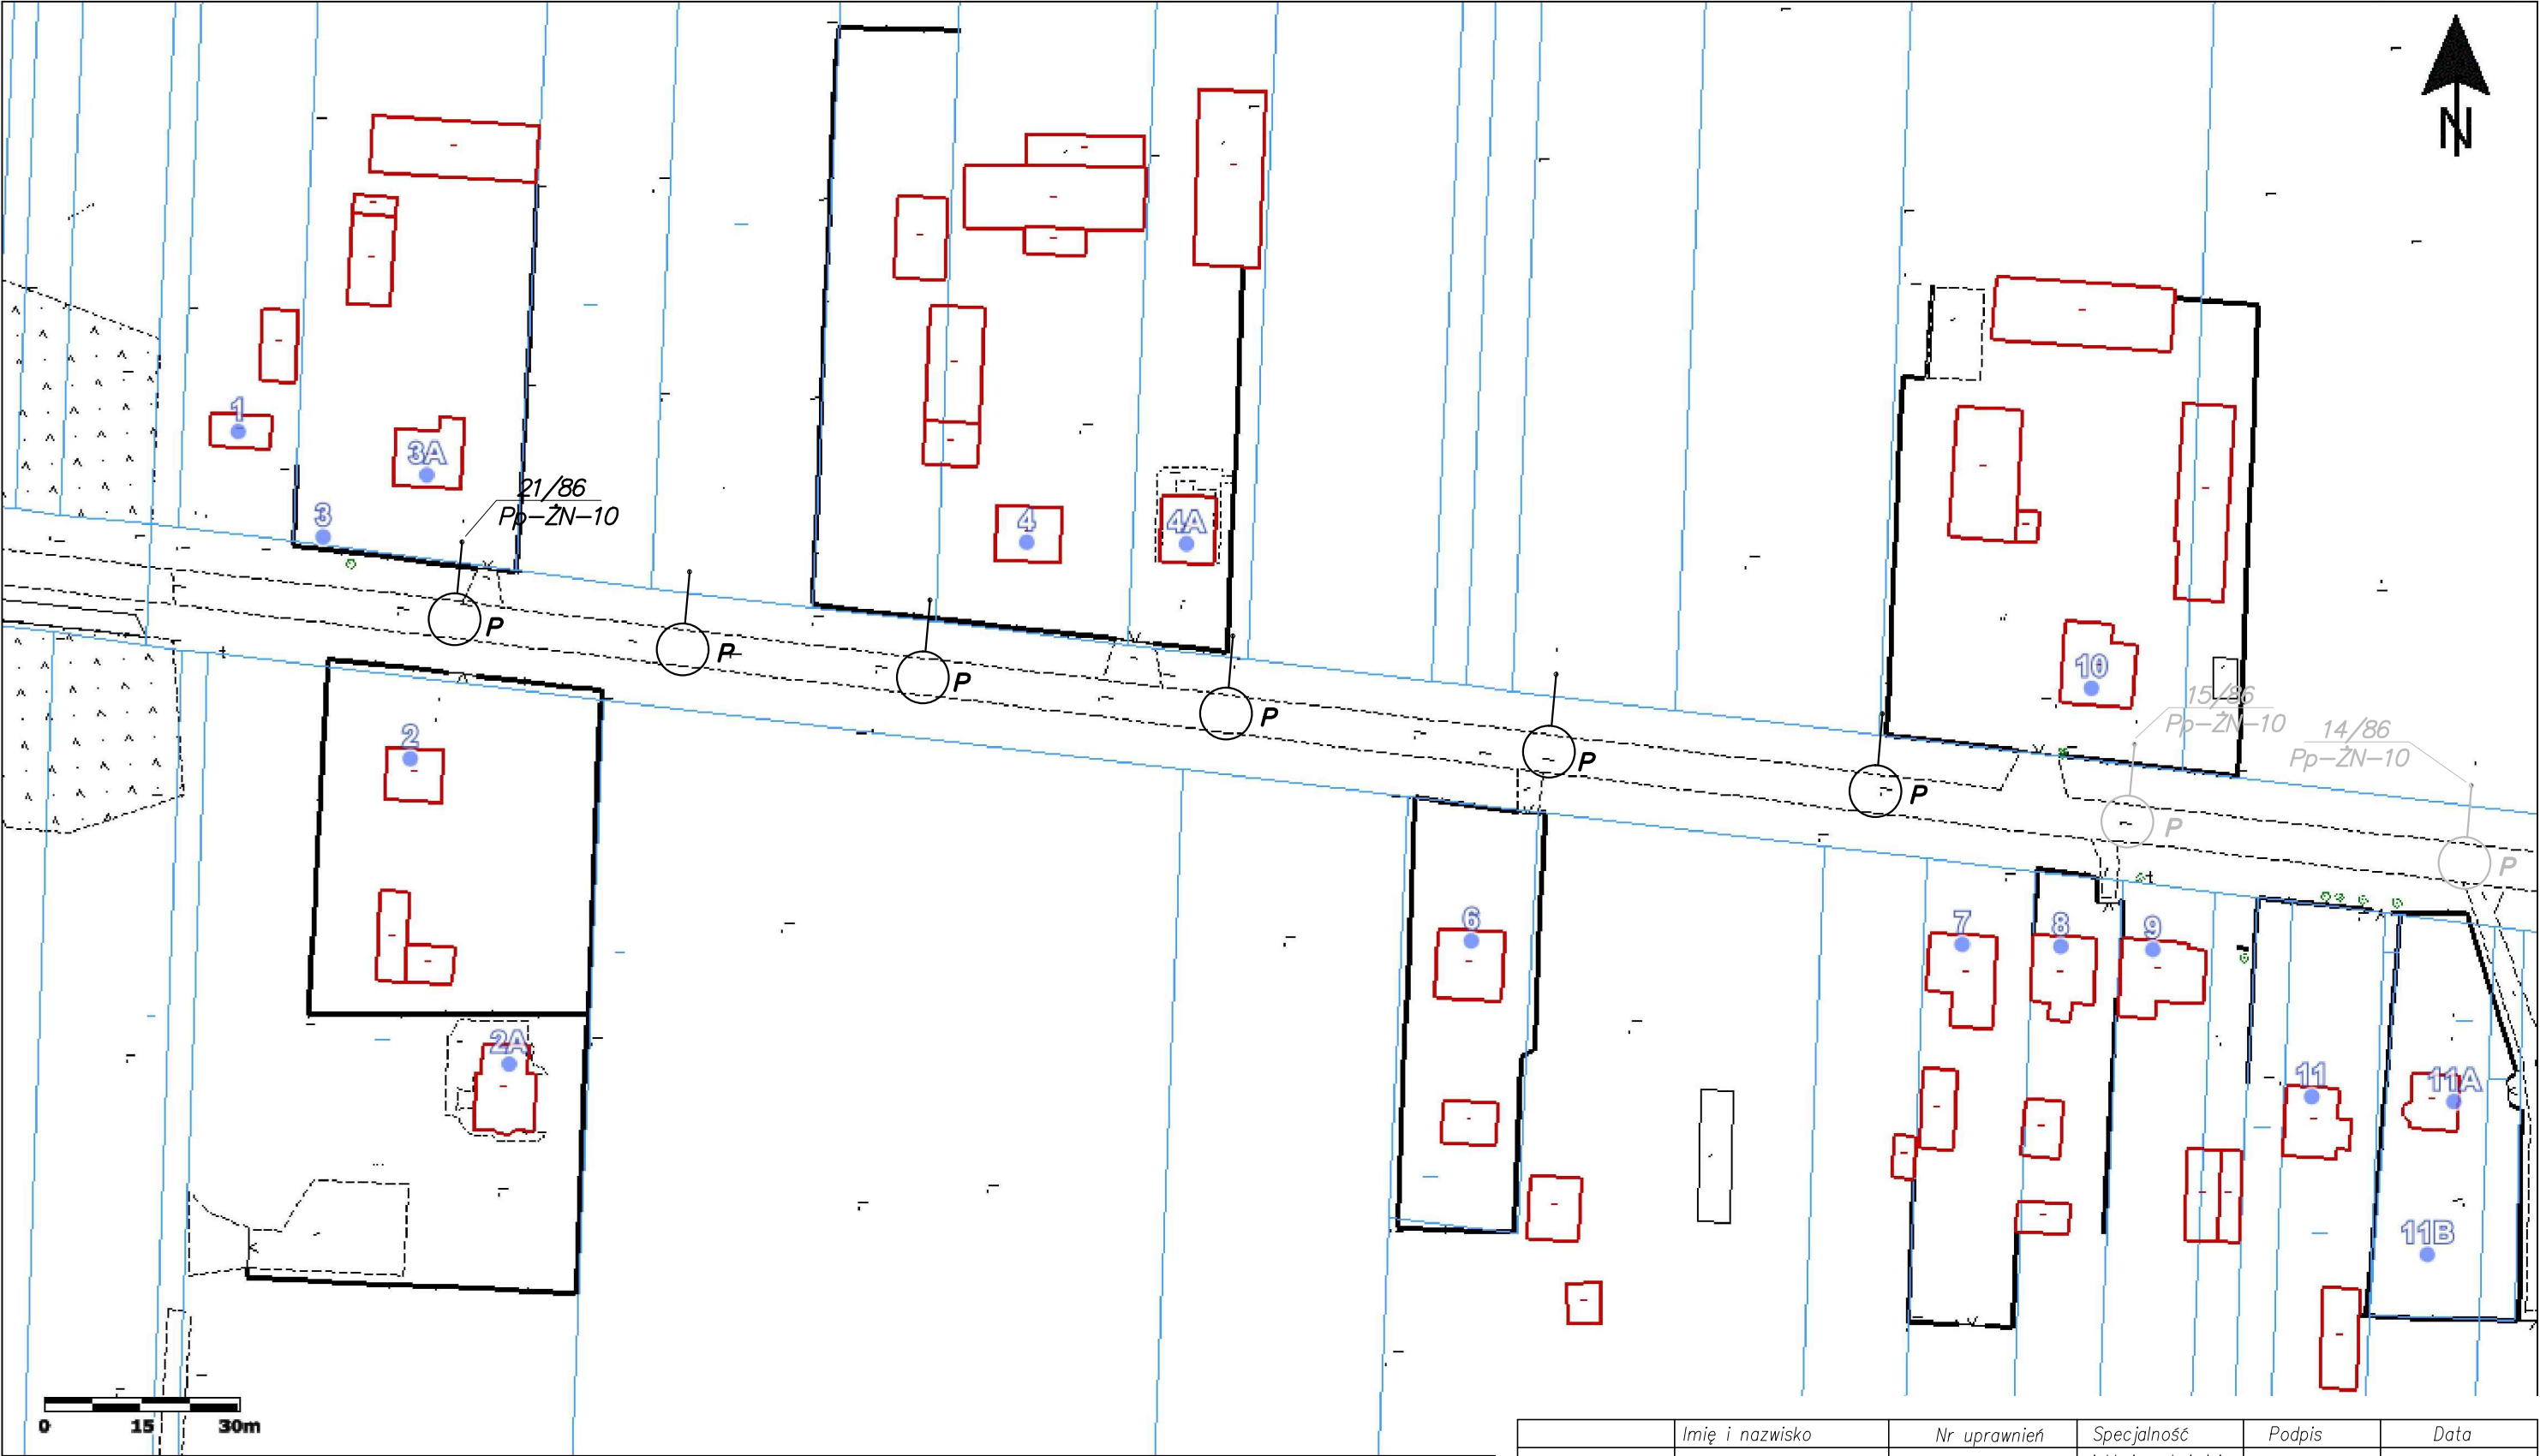 N
1
3A
21/86
Pp-ŻN-10
3
4
4A
P
P
P
P
P
P
10
15/86
Pp-ŻN-10
14/86
Pp-ŻN-10
P
P
2
6
7
8
9
2A
11
11A
11B
0 15 30m
Imię i nazwisko Nr uprawnień Specjalność Podpis Data